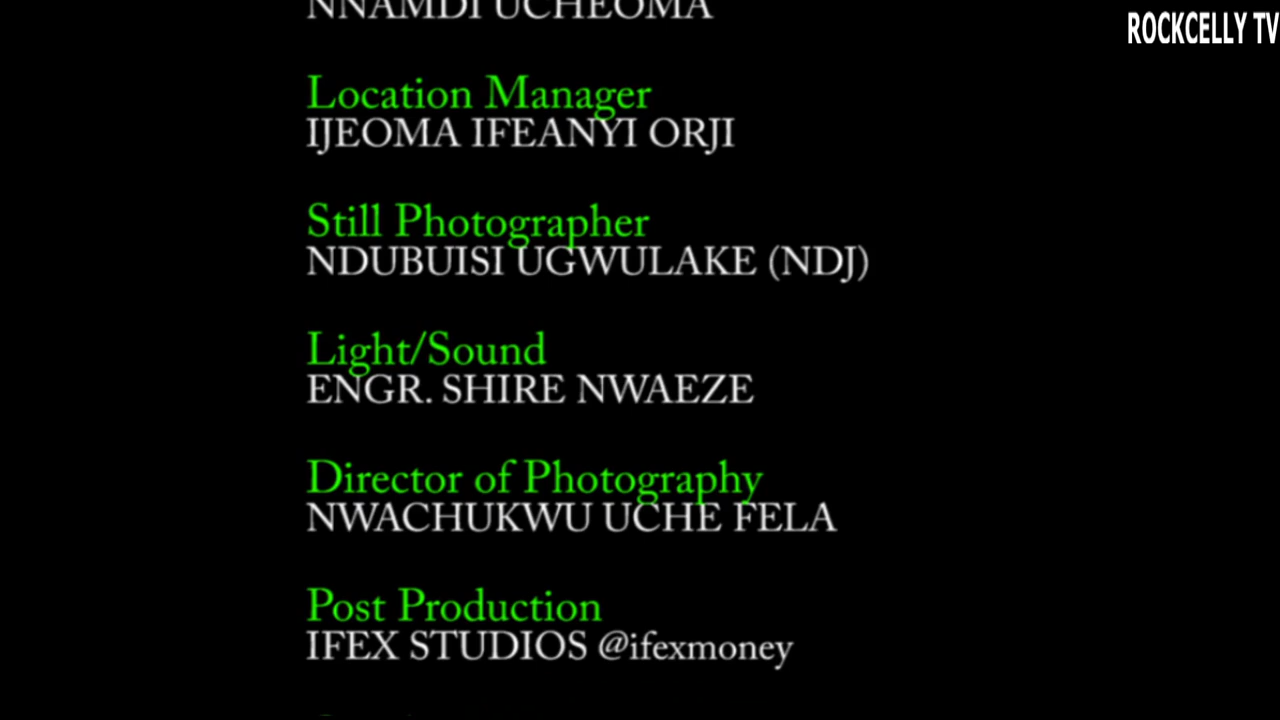 NNAMDI UCHEOMA
ROCKCELLY TV
Location Manager
IJEOMA IFEANYI ORJI
Still Photographer
NDUBUISI UGWULAKE (NDJ)
Light/Sound
ENGR. SHIRE NWAEZE
Director of Photography
NWACHUKWU UCHE FELA
Post Production
IFEX STUDIOS @ifexmoney